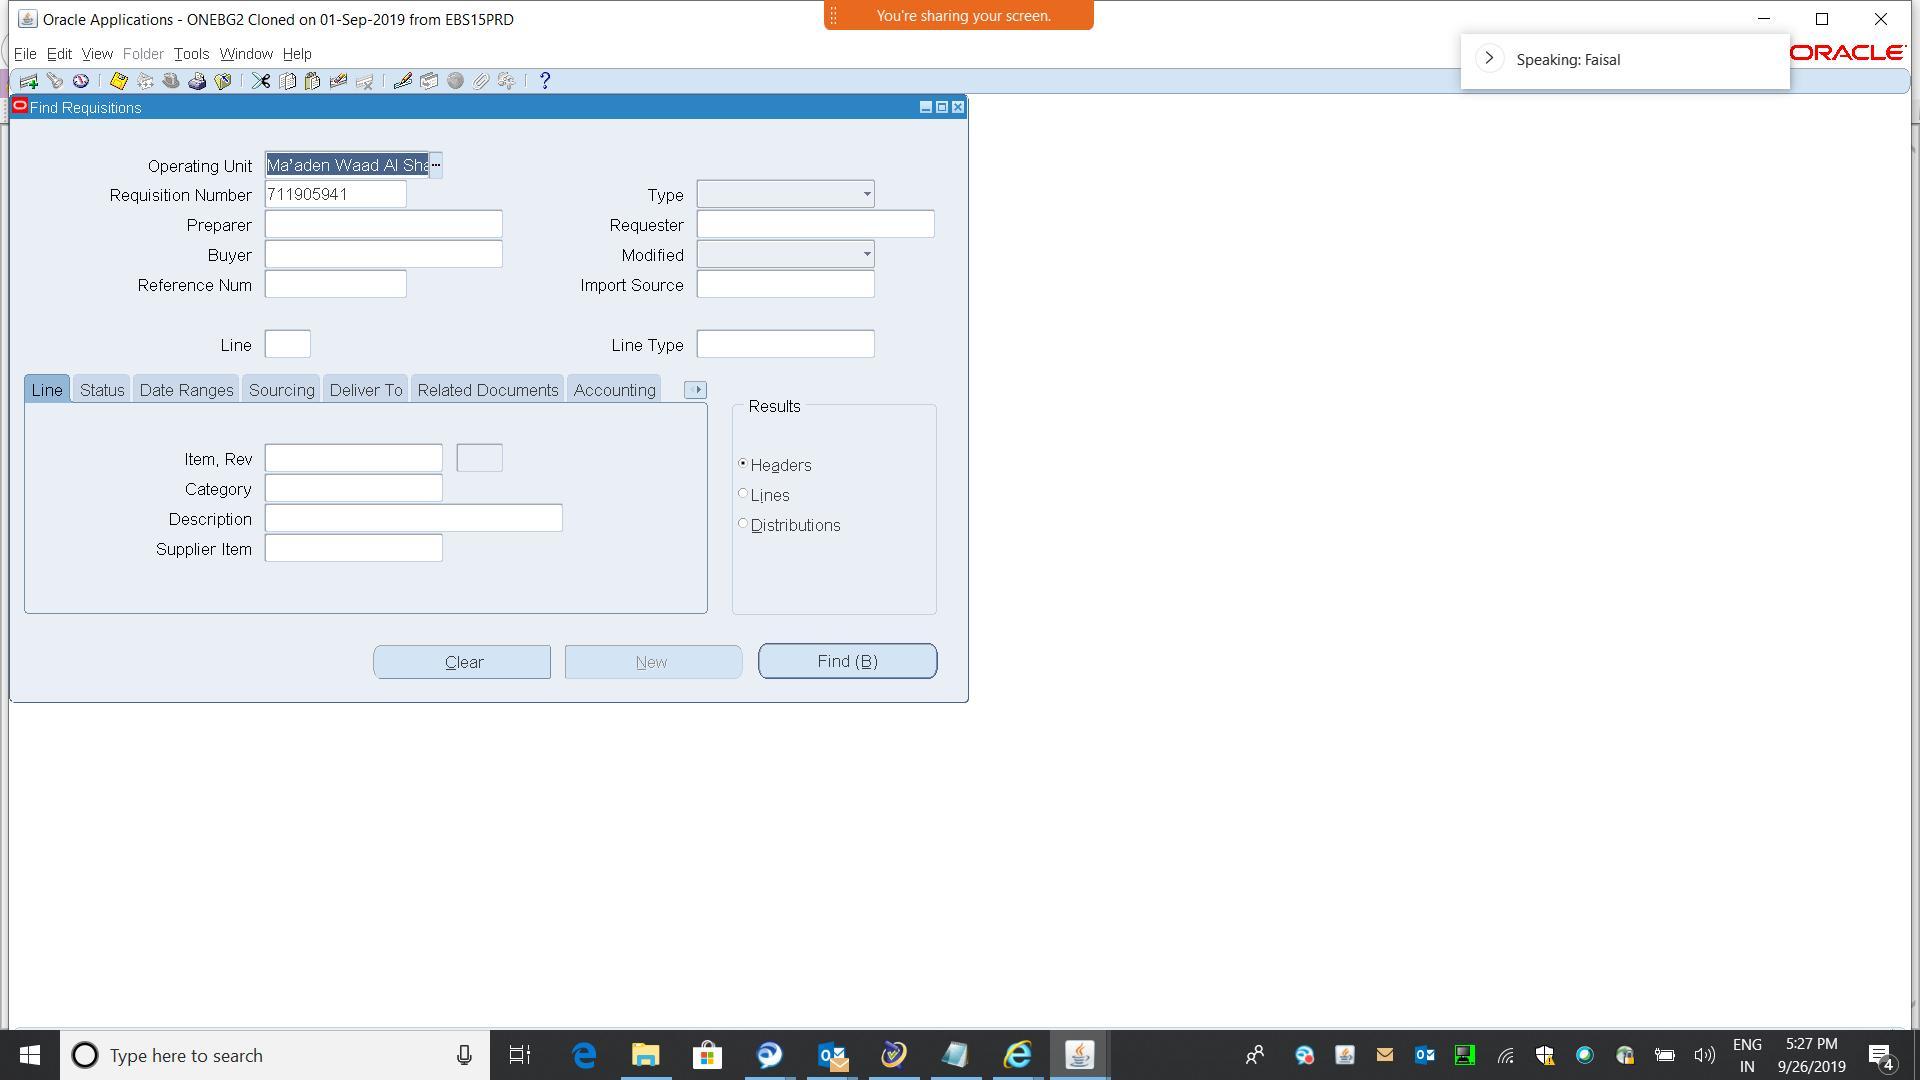 Oracle Applications - ONEBG2 Cloned on 01-Sep-2019 from EBS15PRD
You're sharing your screen.
File Edit View Folder Tools Window Help
Speaking: Faisal
ORACLE
Find Requisitions
Operating Unit Ma'aden Waad Al Sha
Requisition Number 711905941 Type
Preparer Requester
Buyer Modified
Reference Num Import Source
Line Line Type
Line Status Date Ranges Sourcing Deliver To Related Documents Accounting
Results
Item, Rev Headers
Category Lines
Description Distributions
Supplier Item
Clear New Find (B)
Type here to search
ENG
IN
5:27 PM
9/26/2019
4